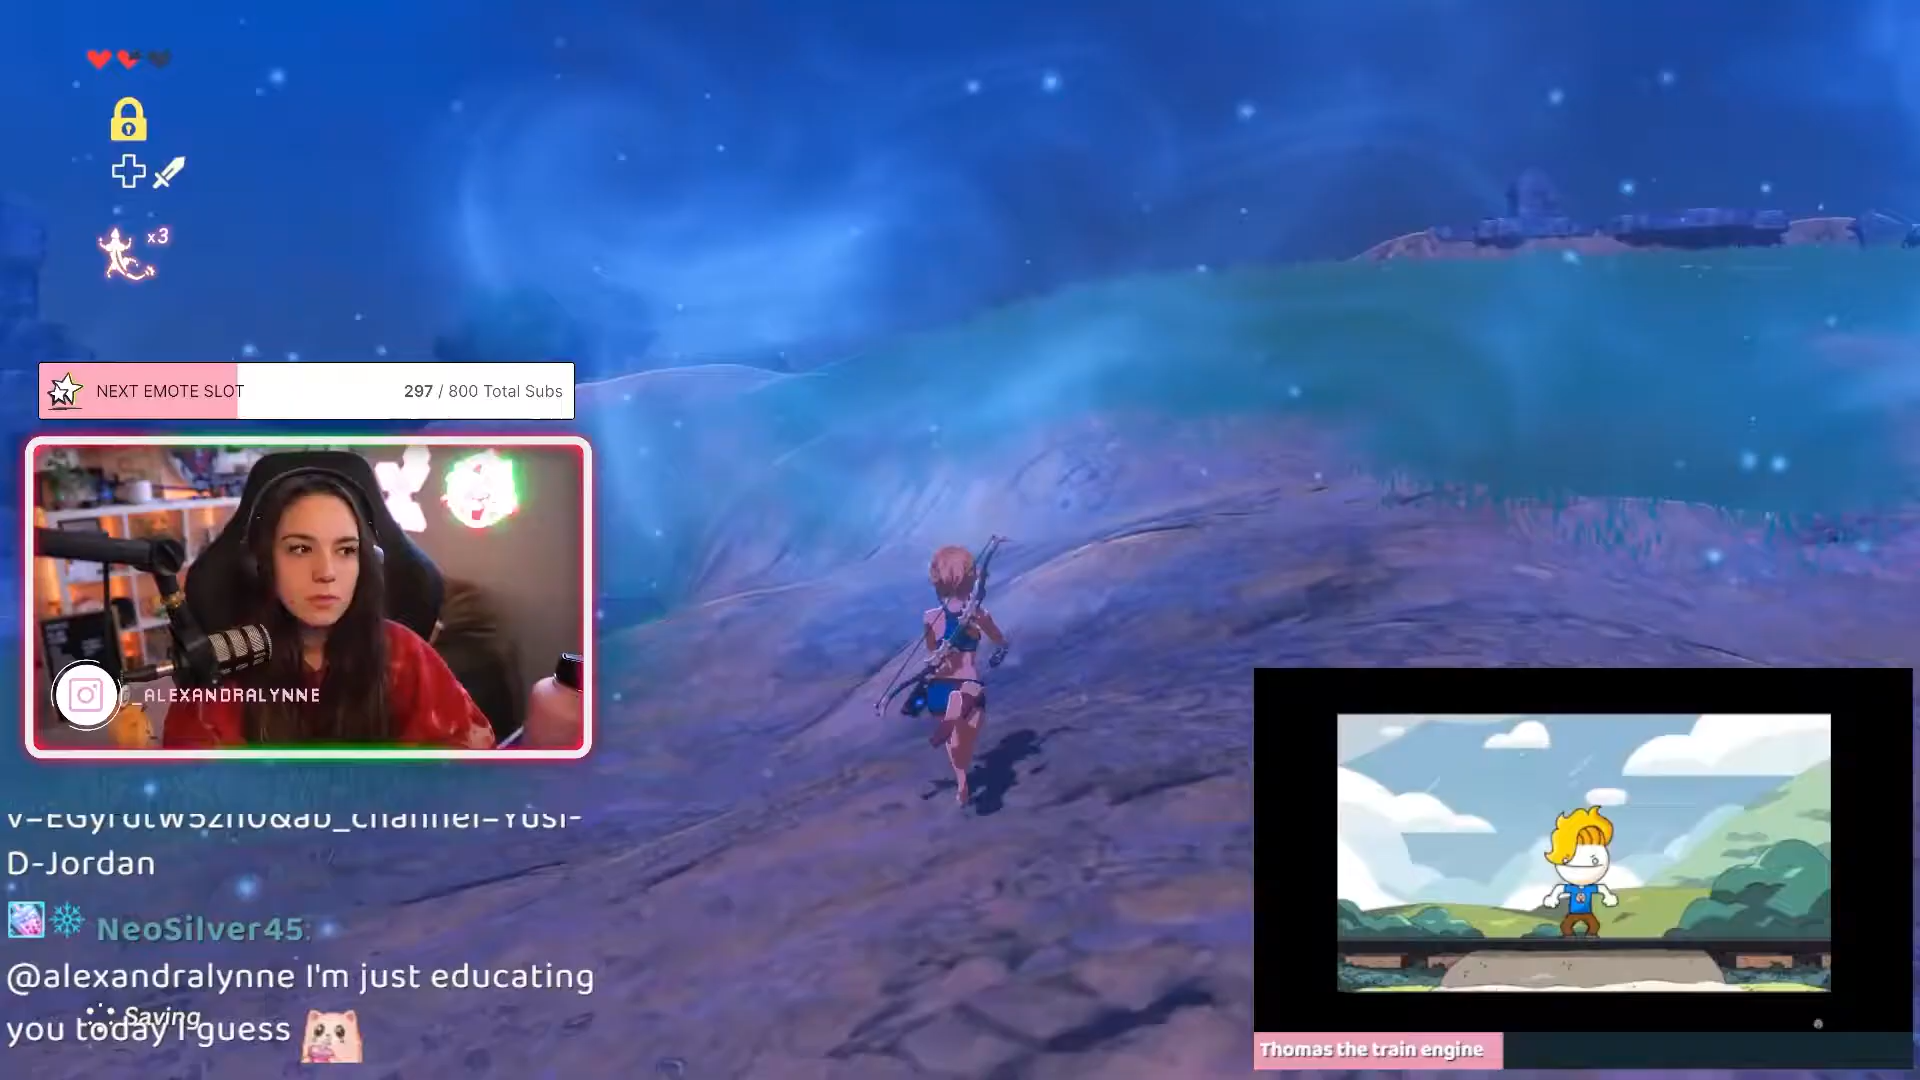 x3
NEXT EMOTE SLOT
297 / 800 Total Subs
_ALEXANDRALYNNE
D-Jordan
NeoSilver45:
@alexandralynne I'm just educating
you today I guess
Saving
Thomas the train engine